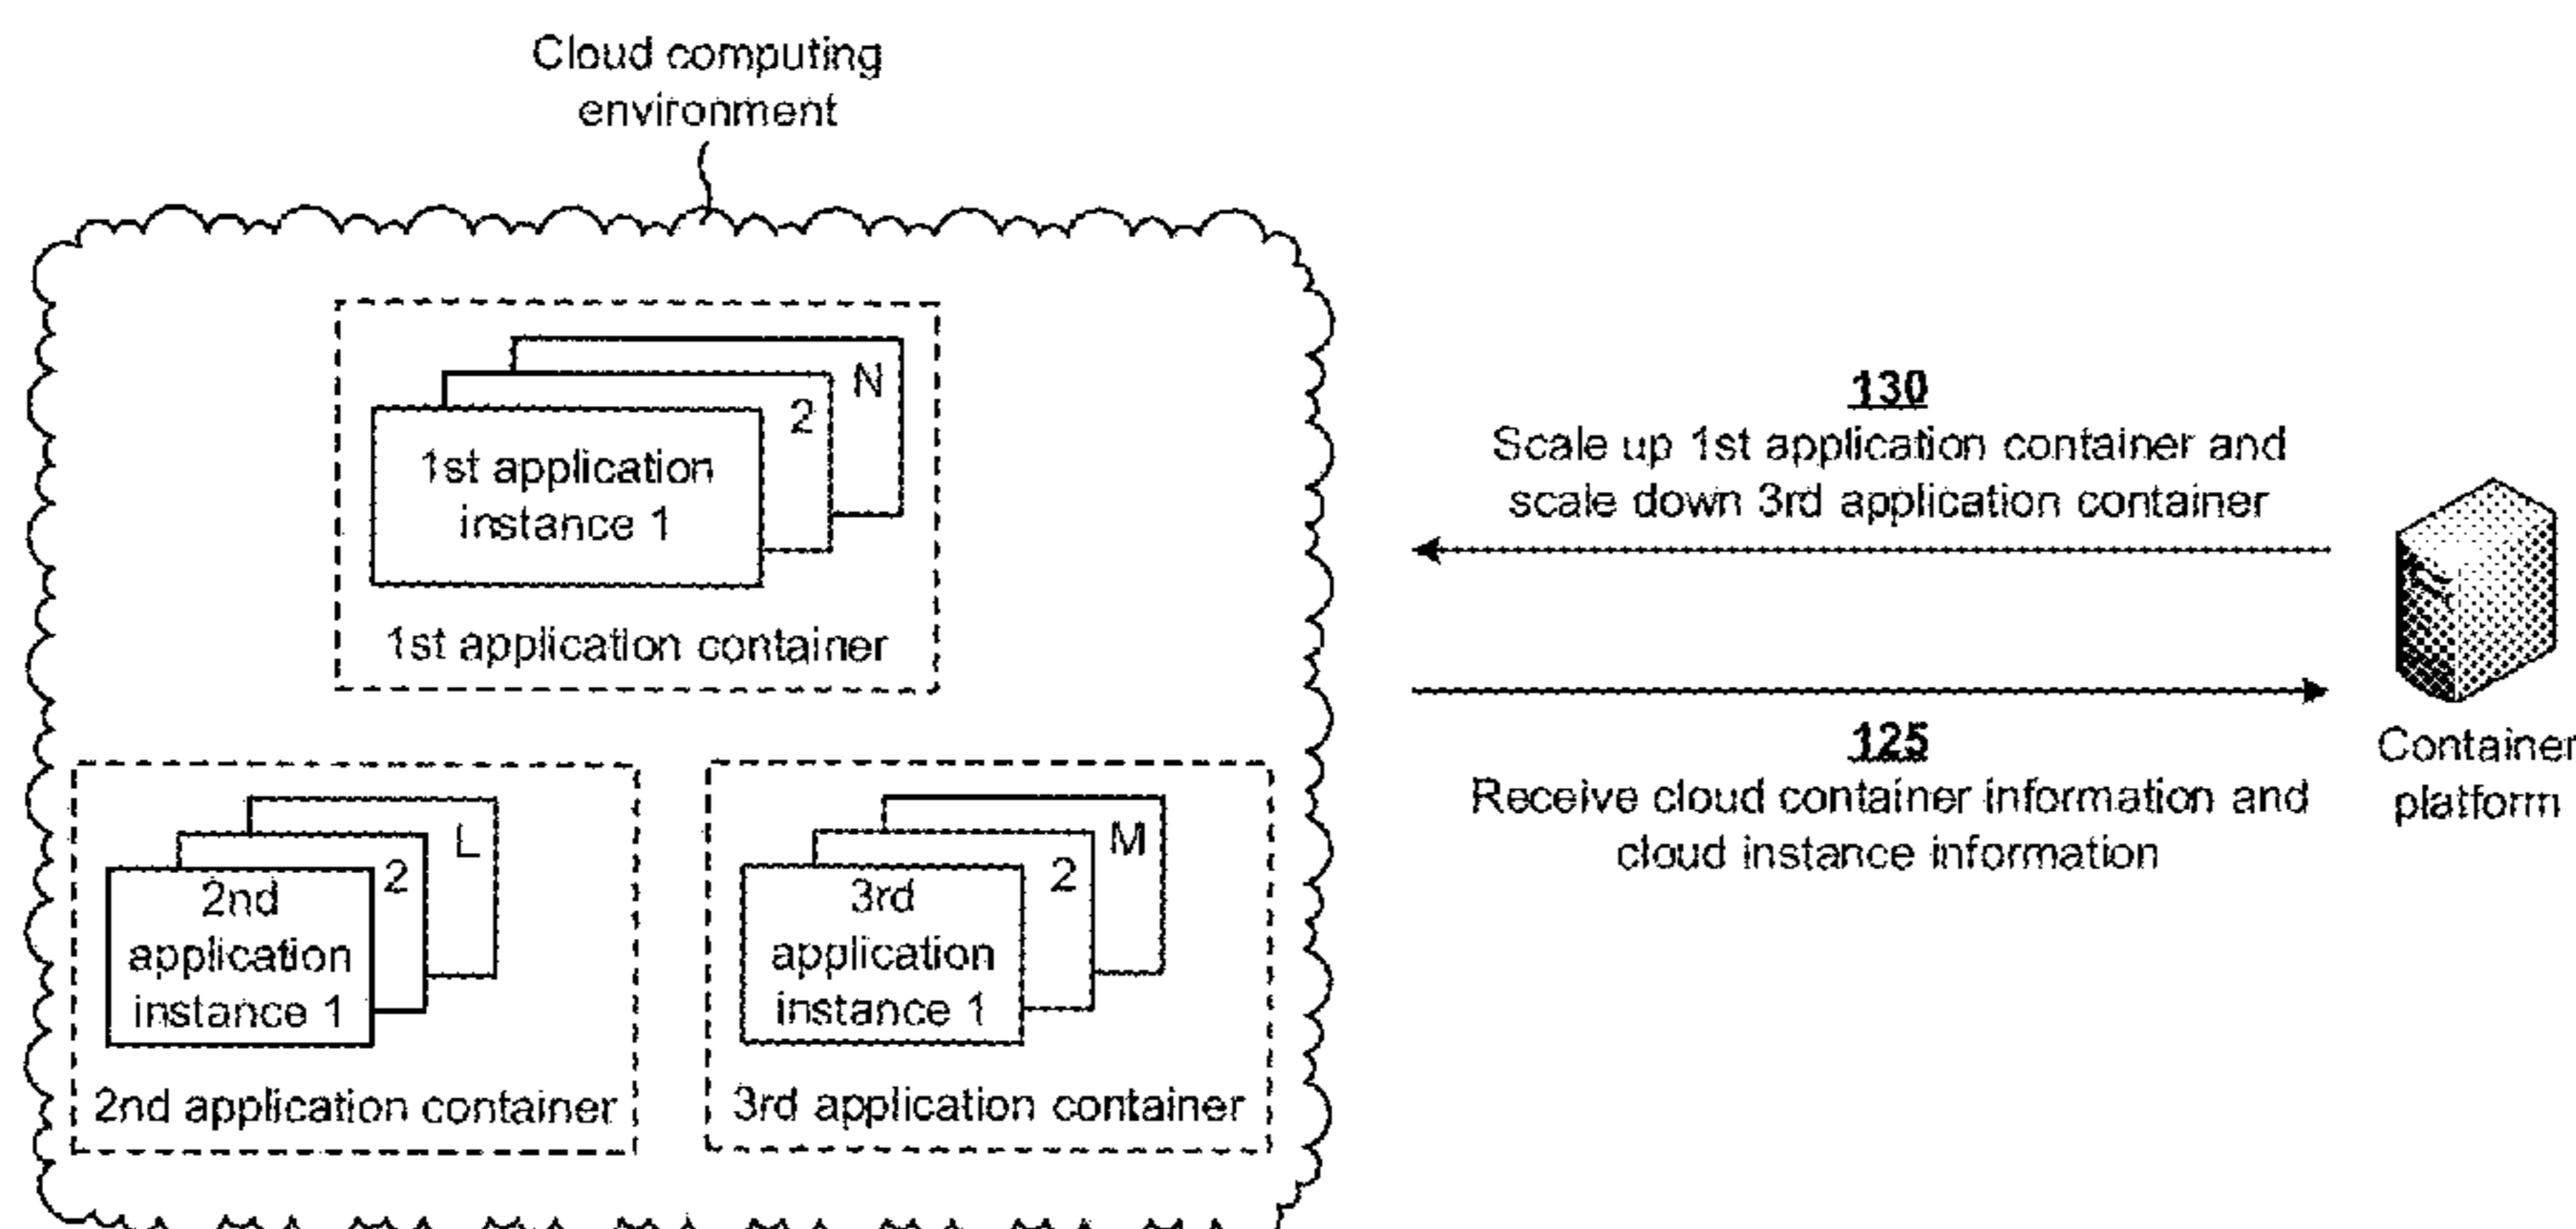 Cloud computing
environment
N
2
1st application
instance 1
1st application container
L
2
2nd
application
instance 1
2nd application container
M
2
3rd
application
instance 1
3rd application container
130
Scale up 1st application container and
scale down 3rd application container
125
Receive cloud container information and
cloud instance information
Container
platform